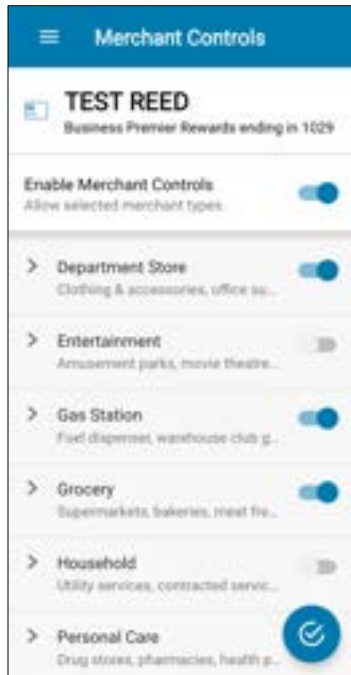 Merchant Controls
TEST REED
Business Premier Rewards ending in 1029
Enable Merchant Controls
Allow selected merchant types.
Department Store
Clothing & accessories, office su...
Entertainment
Amusement parks, movie theatre...
Gas Station
Fuel dispenser, warehouse club g...
Grocery
Supermarkets, bakeries, meat fre...
Household
Utility services, contracted servic...
Personal Care
Drug stores, pharmacies, health p...